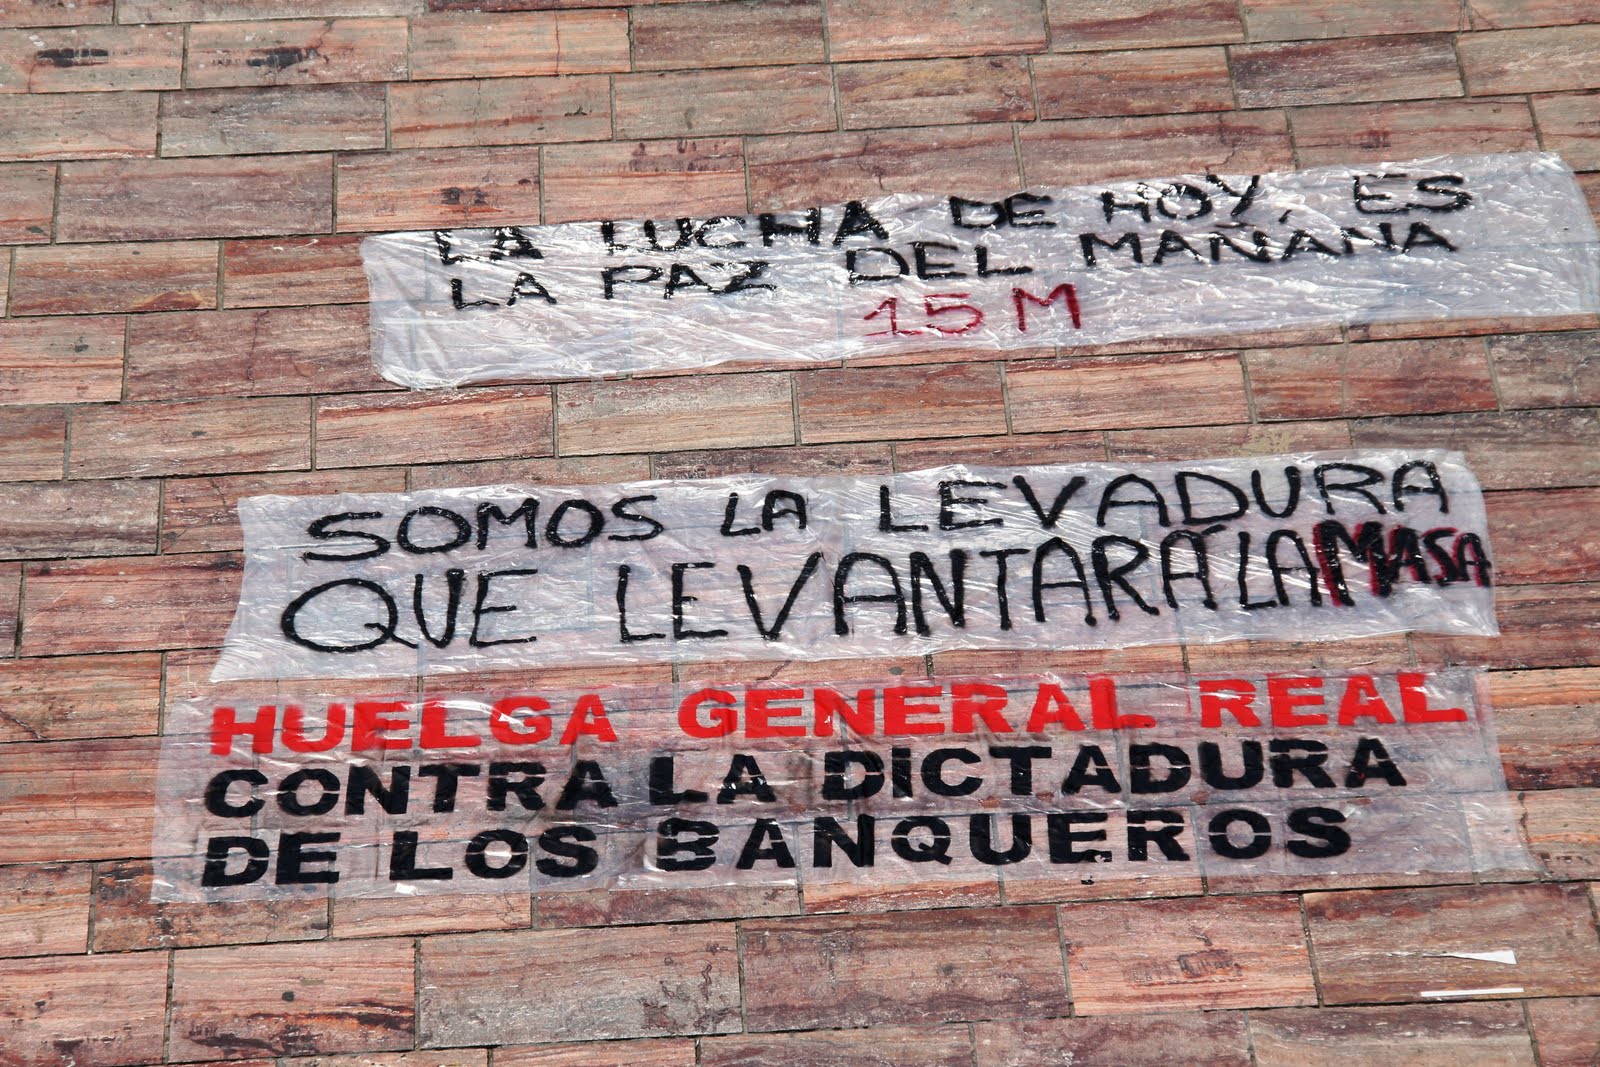 LA LUCHA DE HOY, ES
LA PAZ DEL MAÑANA
15M
SOMOS LA LEVADURA
QUE LEVANTARÁ LA MASA
HUELGA GENERAL REAL
CONTRA LA DICTADURA
DE LOS BANQUEROS